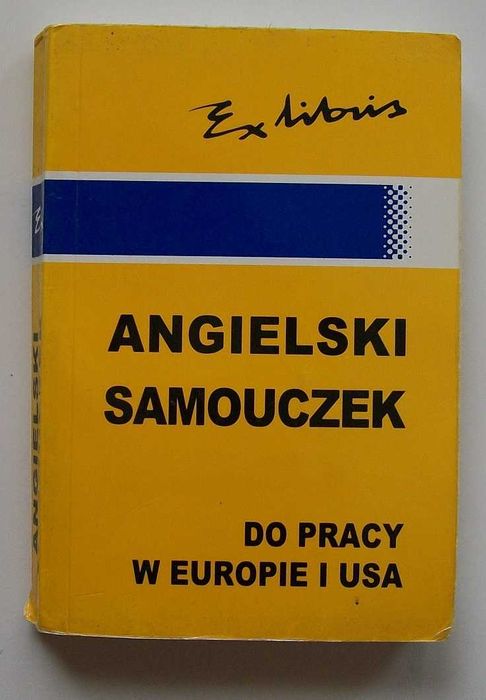 Ex libris
ANGIELSKI
SAMOUCZEK
DO PRACY
W EUROPIE I USA
ANGIELSKI